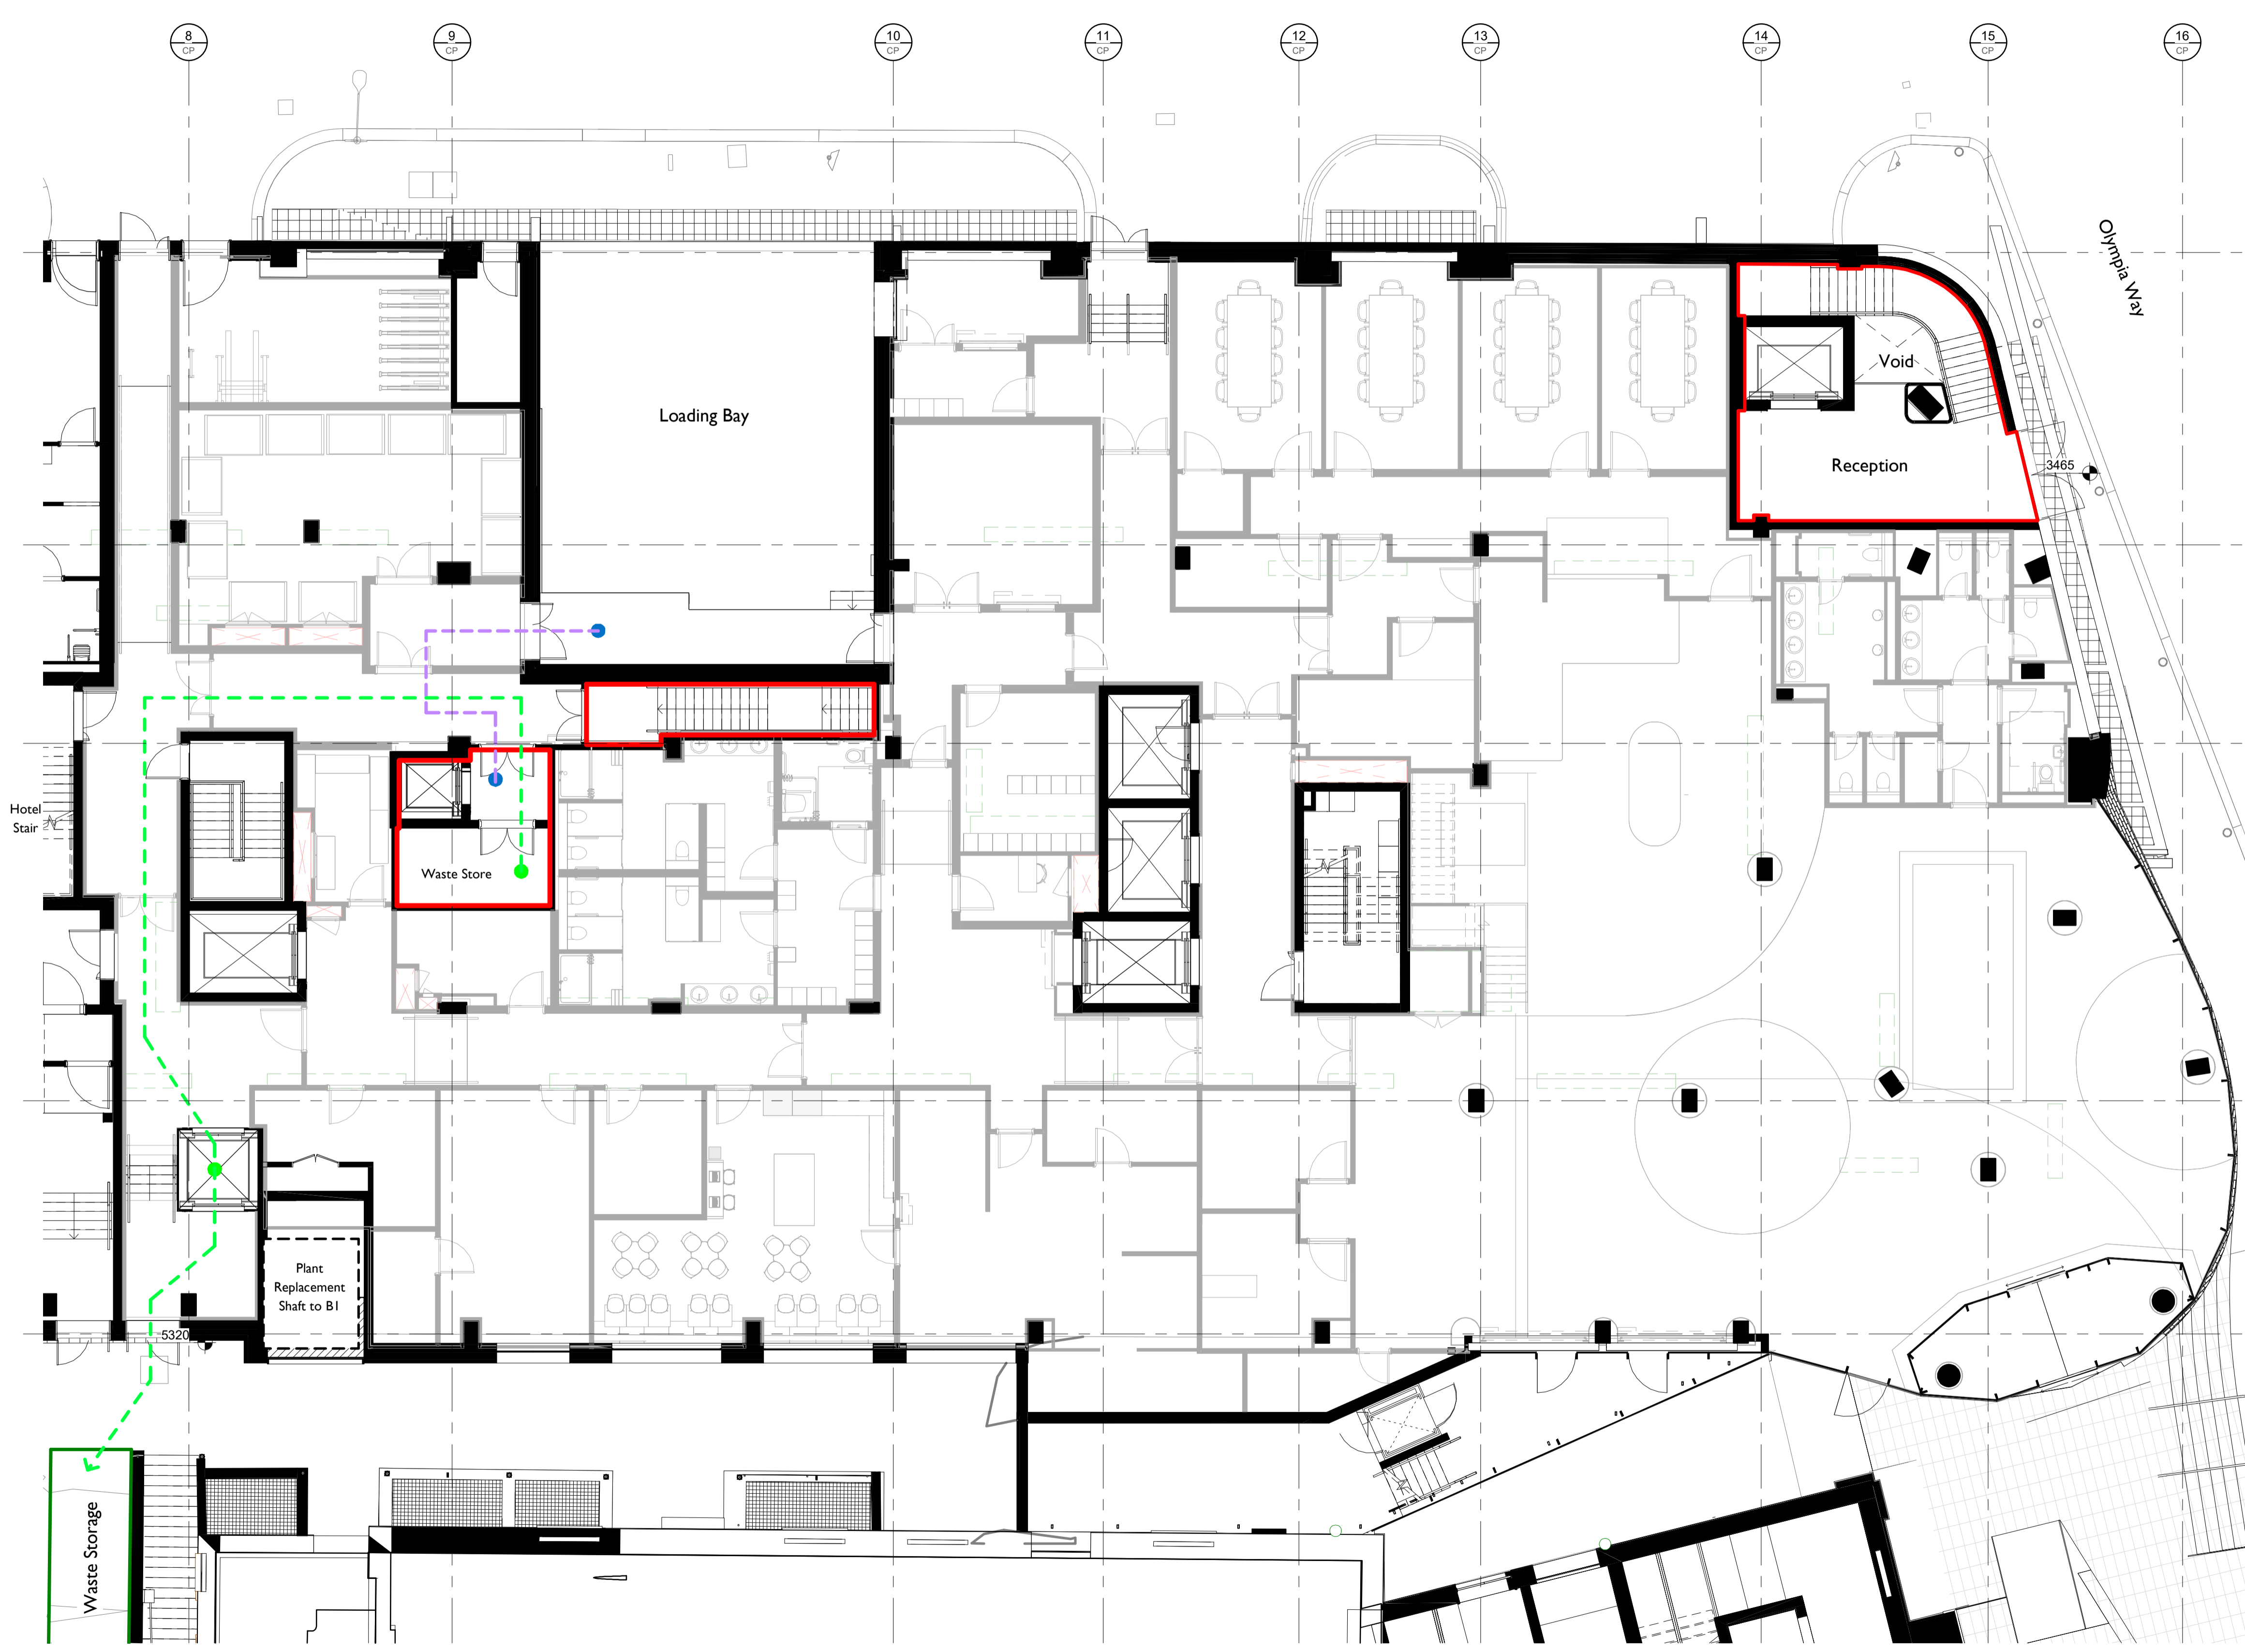 8
CP
9
CP
10
CP
11
CP
12
CP
13
CP
14
CP
15
CP
16
CP
Olympia Way
Void
Loading Bay
Reception
3465
Hotel
Stair
Waste Store
Plant
Replacement
Shaft to B1
5320
Waste Storage